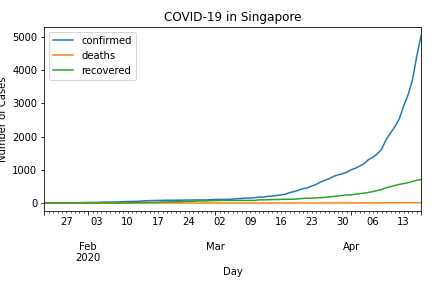 COVID-19 in Singapore
confirmed
deaths
recovered
5000
4000
3000
2000
1000
0
Number of Cases
27 03 10 17 24 02 09 16 23 30 06 13
Feb Mar Apr
2020
Day